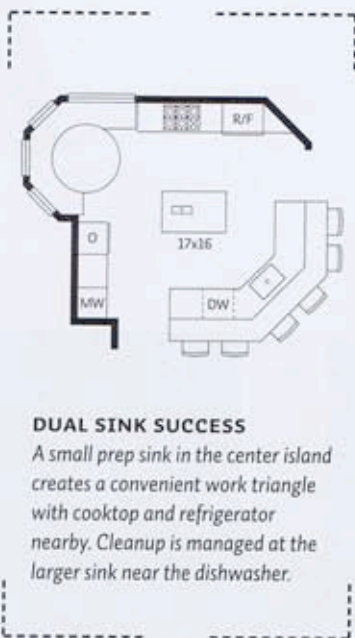 R/F
17x16
O
DW
MW
DUAL SINK SUCCESS
A small prep sink in the center island
creates a convenient work triangle
with cooktop and refrigerator
nearby. Cleanup is managed at the
larger sink near the dishwasher.